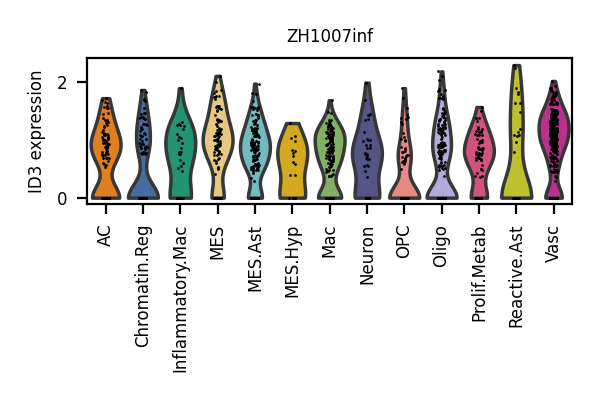 ZH1007inf
ID3 expression
2
0
AC
Chromatin.Reg
Inflammatory.Mac
MES
MES.Ast
MES.Hyp
Mac
Neuron
OPC
Oligo
Prolif.Metab
Reactive.Ast
Vasc